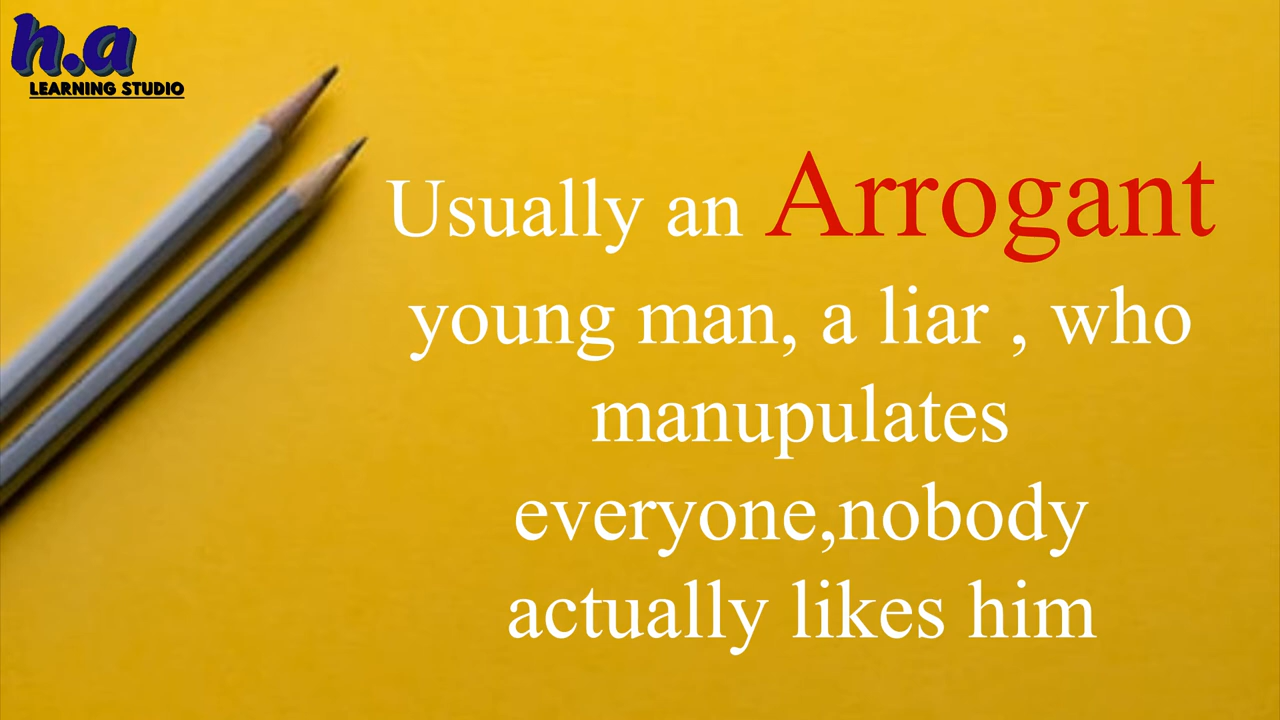 h.a
LEARNING STUDIO
Usually an Arrogant
young man, a liar , who
manupulates
everyone,nobody
actually likes him